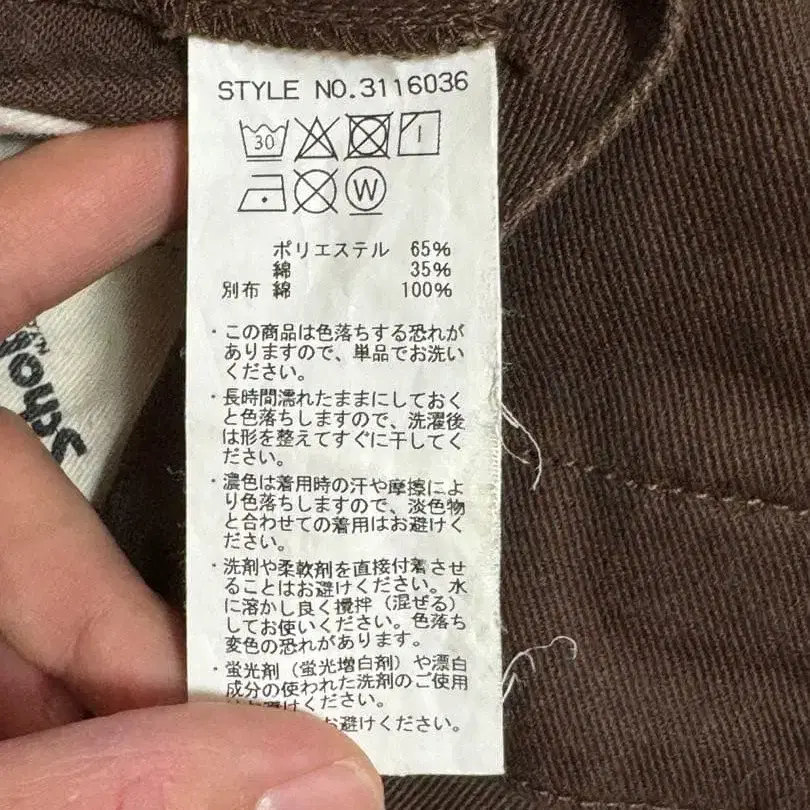 STYLE NO.3116036
30
W
ポリエステル 65%
綿 35%
別布 綿 100%
・この商品は色落ちする恐れが
ありますので、単品でお洗い
ください。
・長時間濡れたままにしておく
と色落ちしますので、洗濯後
は形を整えてすぐに干してく
ださい。
・濃色は着用時の汗や摩擦によ
り色落ちしますので、淡色物
と合わせての着用はお避けく
ださい。
・洗剤や柔軟剤を直接付着させ
ることはお避けください。水
に溶かし良く攪拌（混ぜる）
してお使いください。色落ち
変色の恐れがあります。
・蛍光剤（蛍光増白剤）や漂白
成分の使われた洗剤のご使用
はお避けください。
お避けください。